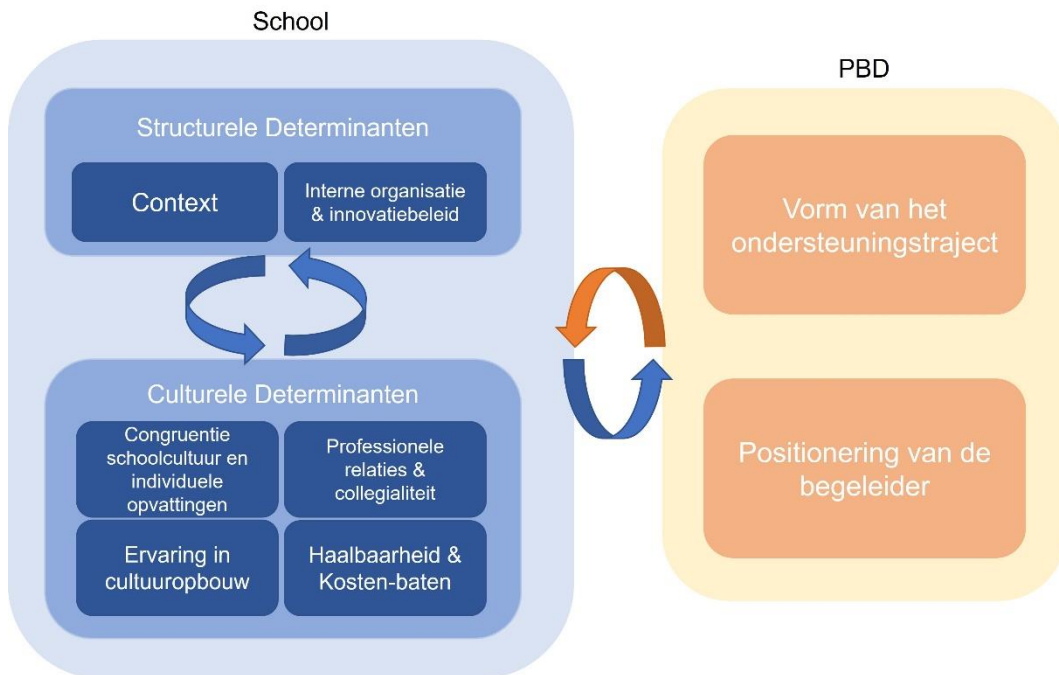 School
Structurele Determinanten
Context
Interne organisatie
& innovatiebeleid
Culturele Determinanten
Congruentie
schoolcultuur en
individuele
opvattingen
Professionele
relaties &
collegialiteit
Ervaring in
cultuuropbouw
Haalbaarheid &
Kosten-baten
PBD
Vorm van het
ondersteuningstraject
Positionering van de
begeleider